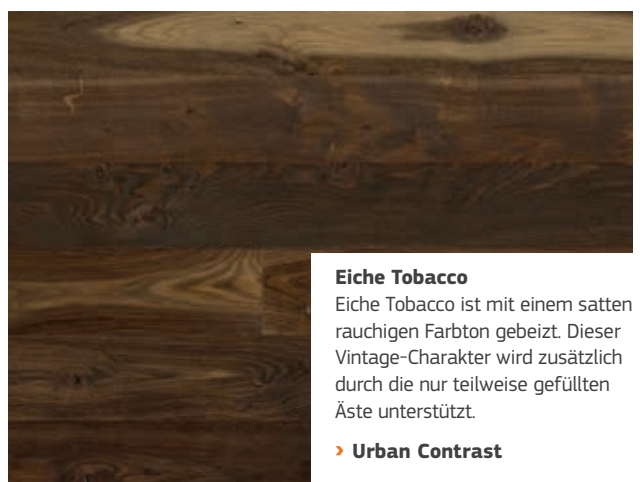 Eiche Tobacco
Eiche Tobacco ist mit einem satten
rauchigen Farbton gebeizt. Dieser
Vintage-Charakter wird zusätzlich
durch die nur teilweise gefüllten
Äste unterstützt.
› Urban Contrast